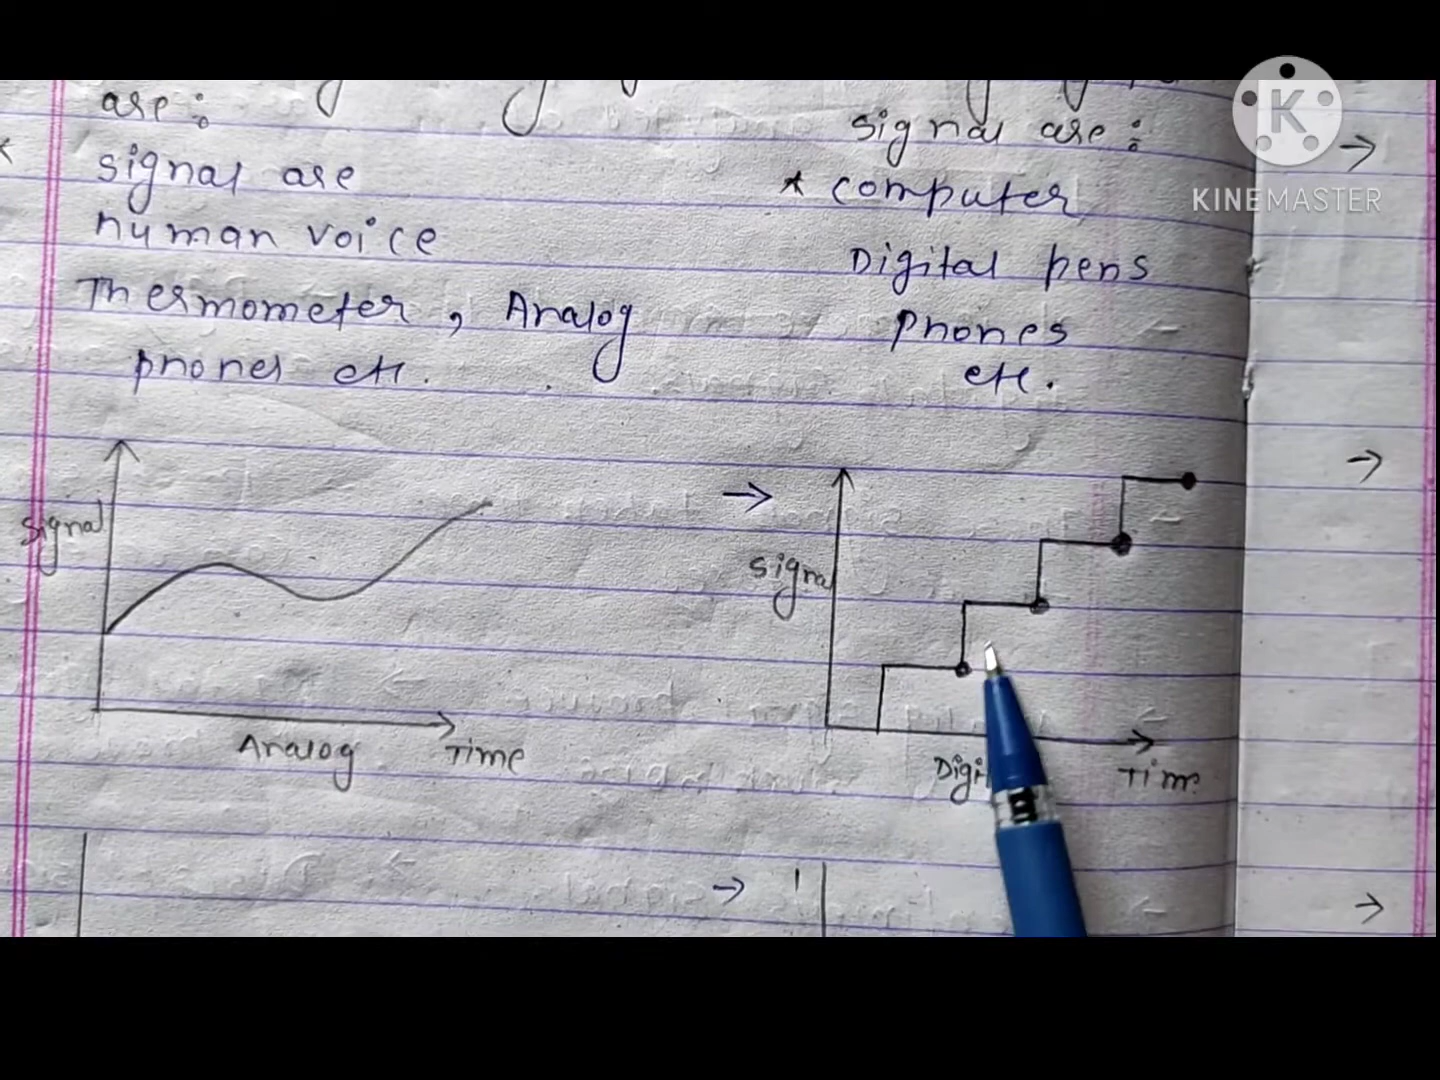 are :
signal are
human voice
Thermometer, Analog
phones etc.
signal are :
* computer
Digital pens
phones
etc.
signal
Analog
Time
→
signal
Time
→
KINEMASTER